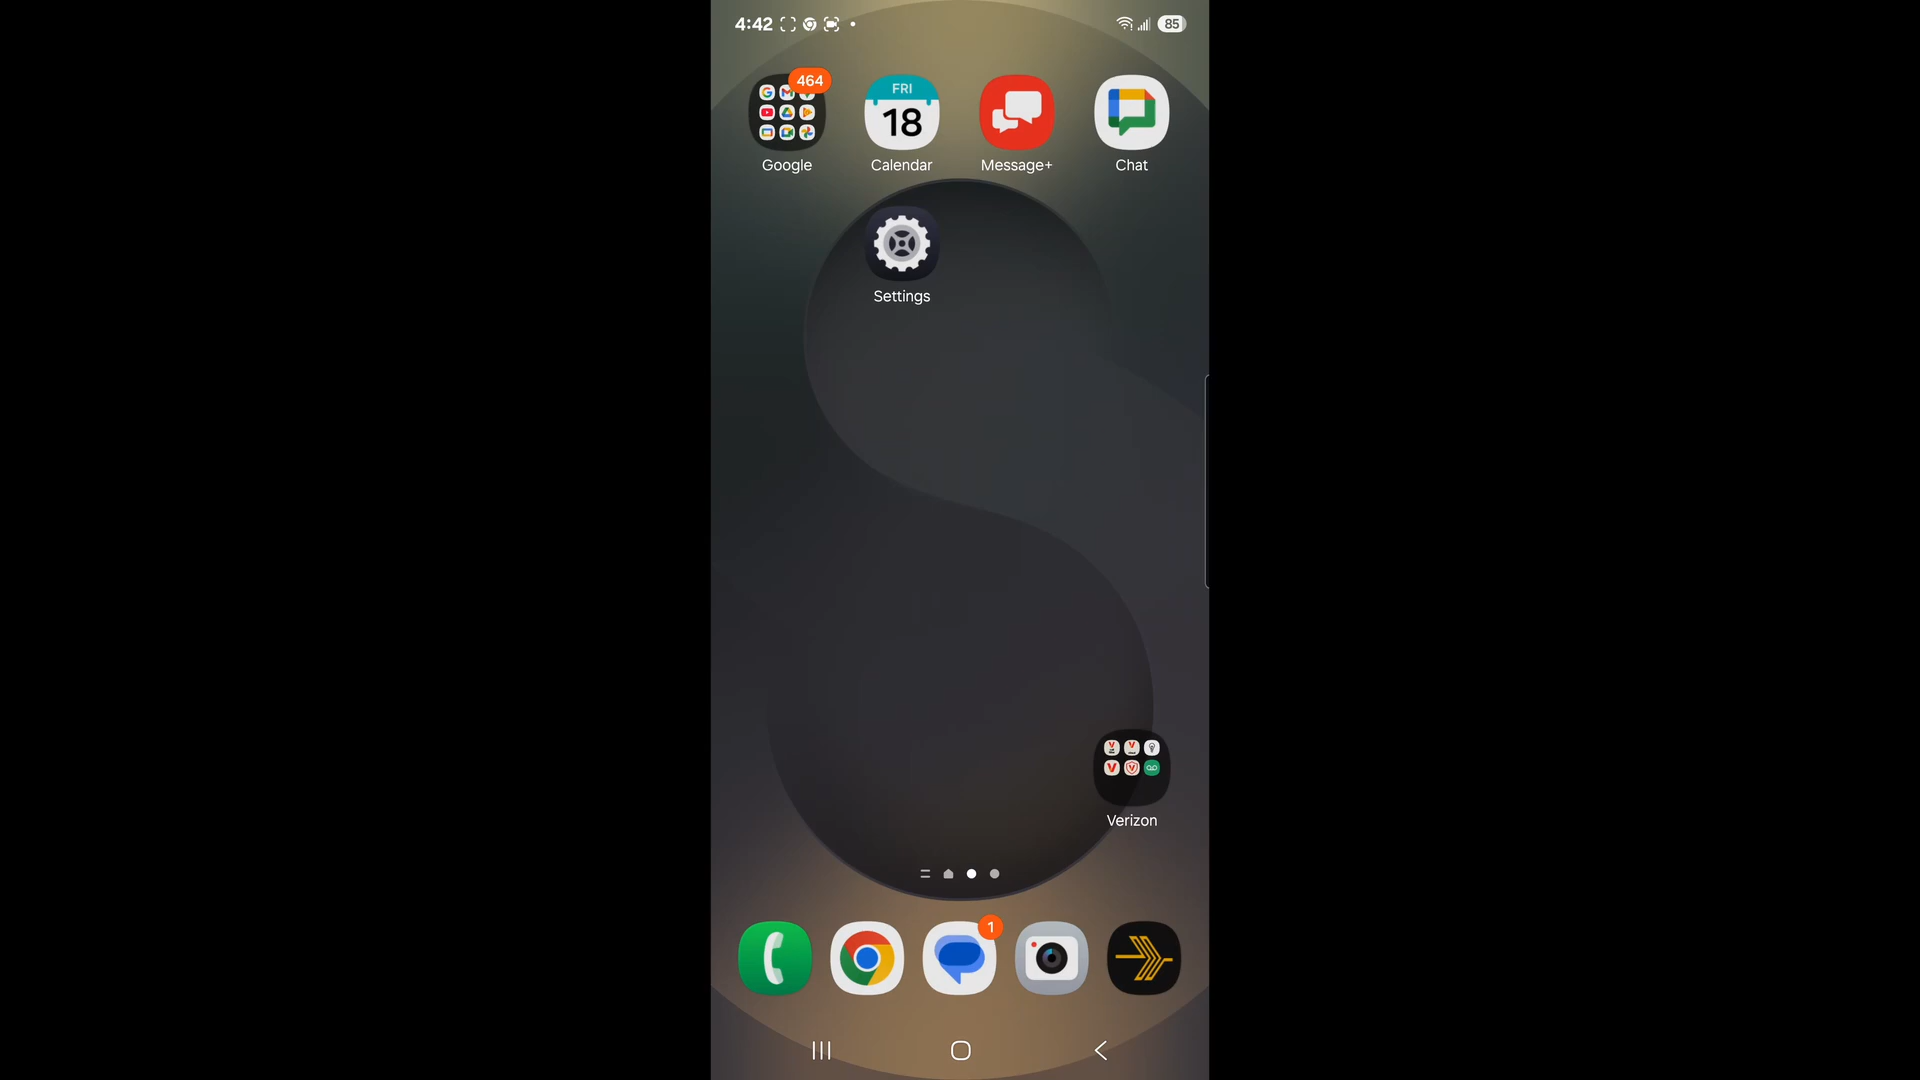 4:42
85
464
FRI
18
Google
Calendar
Message+
Chat
Settings
Verizon
1